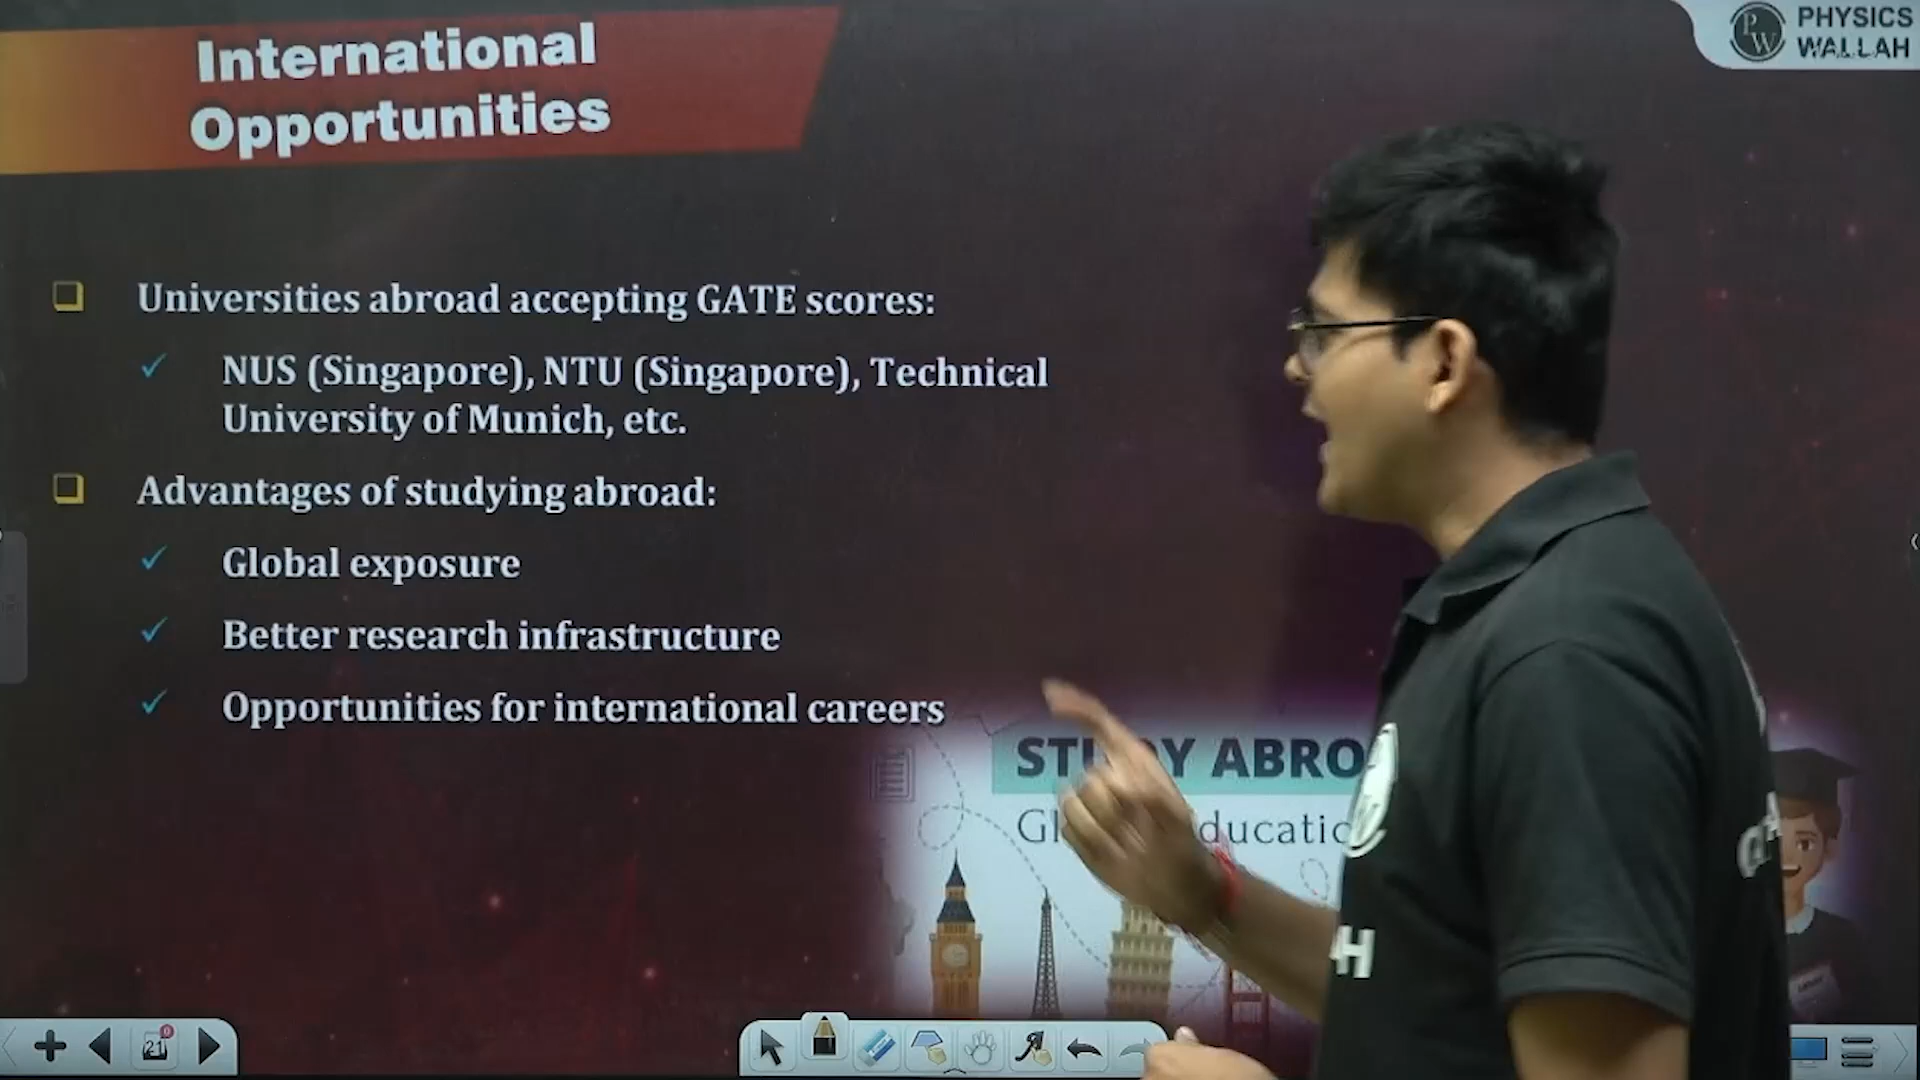 International
Opportunities
PHYSICS
WALLAH
Universities abroad accepting GATE scores:
NUS (Singapore), NTU (Singapore), Technical
University of Munich, etc.
Advantages of studying abroad:
Global exposure
Better research infrastructure
Opportunities for international careers
21